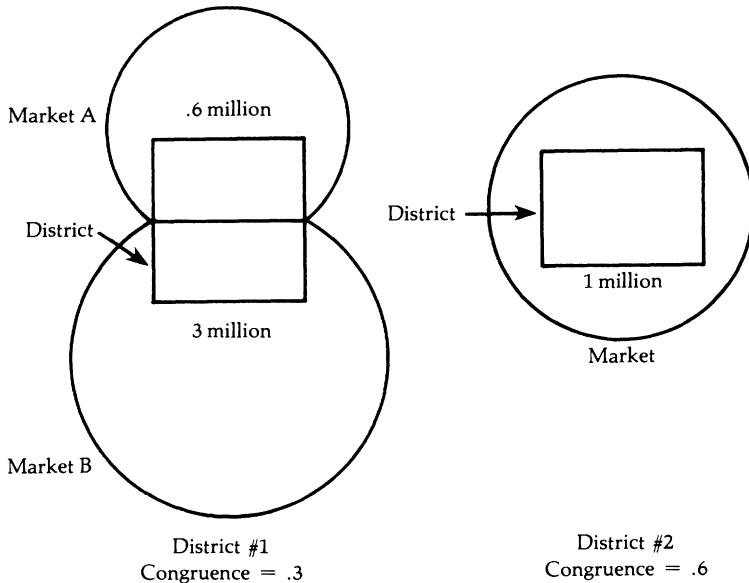 Market A
.6 million
District
3 million
Market B
District #1
Congruence = .3
District
1 million
Market
District #2
Congruence = .6